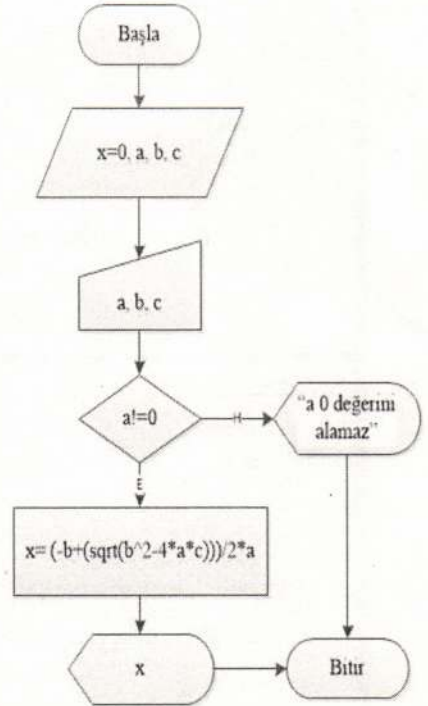 Başla
x=0, a, b, c
a, b, c
a!=0
H
"a 0 değerini
alamaz"
E
x= (-b+(sqrt(b^2-4*a*c)))/2*a
x
Bitir